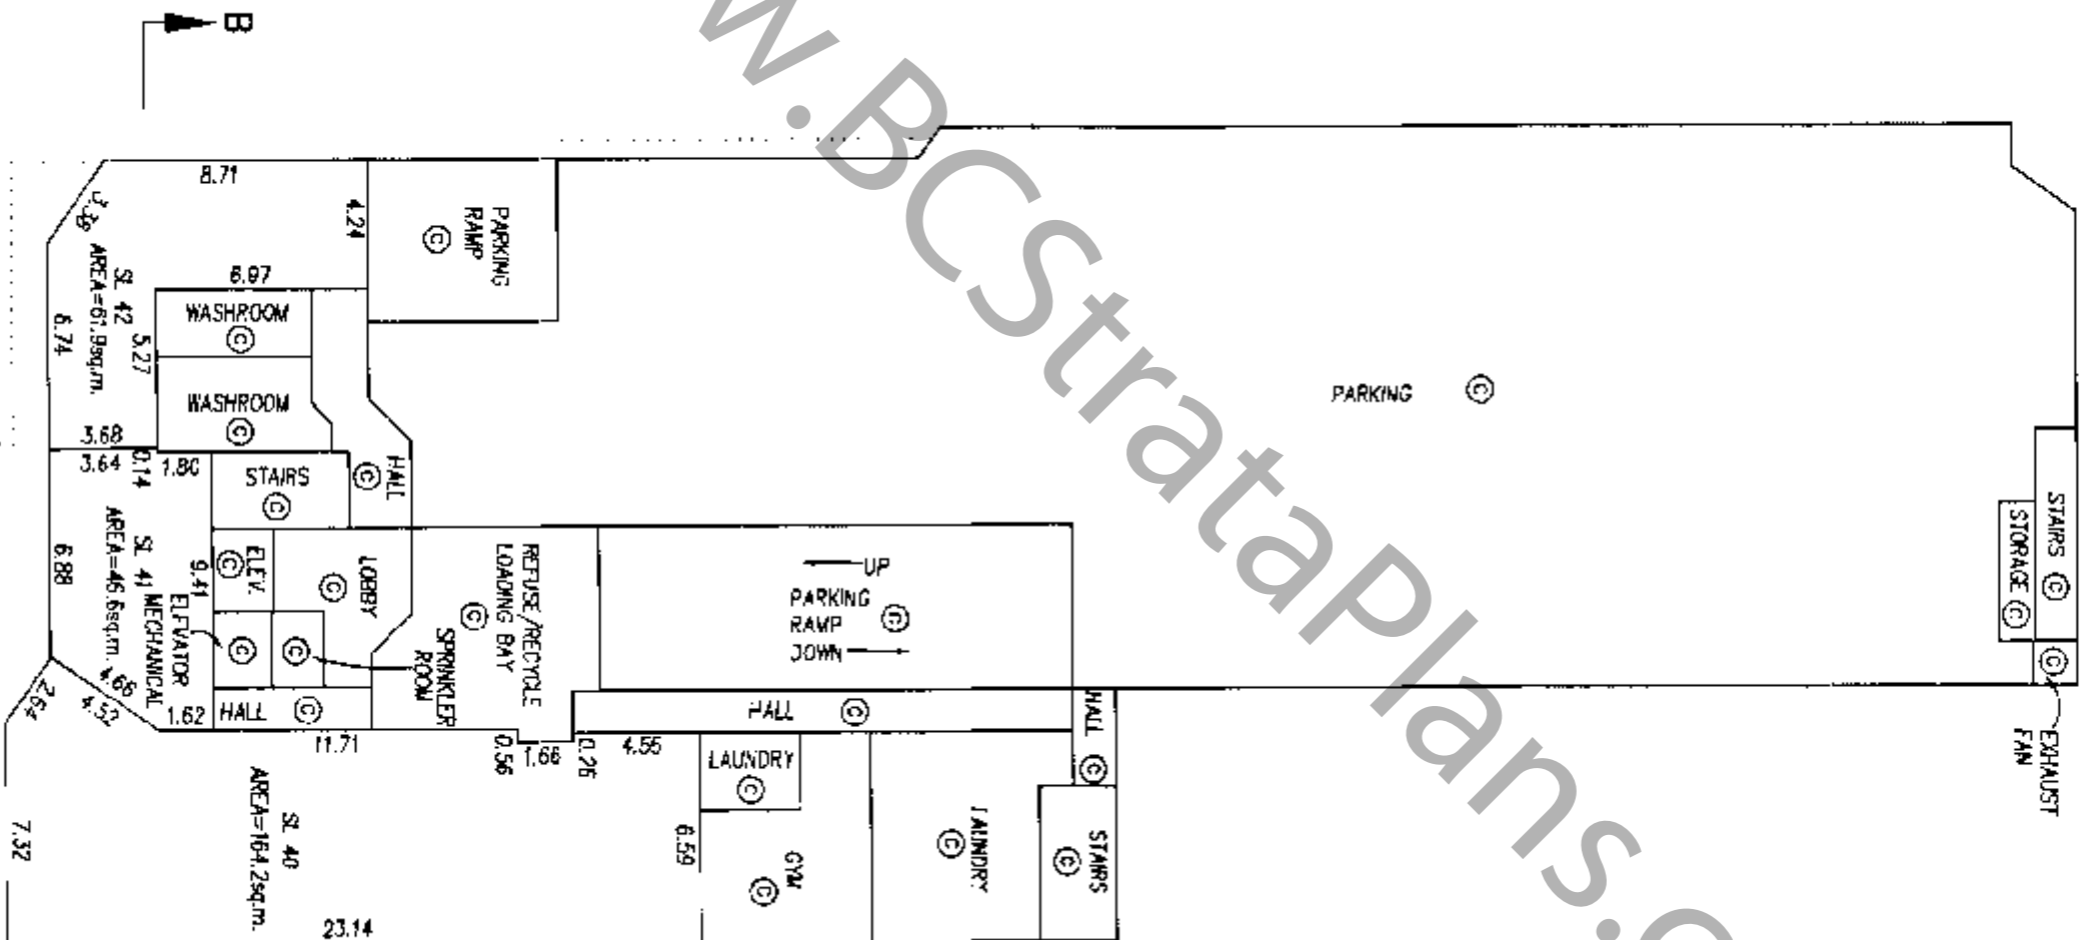 B
w.BCStrataPlans.c
8.71
3.36
4.24
PARKING
RAMP
©
SL 42
AREA=61.9sq.m.
6.97
6.74
5.27
WASHROOM
©
WASHROOM
©
3.68
3.64
0.14
1.80
STAIRS
©
HALL
©
PARKING ©
STAIRS ©
STORAGE ©
©
EXHAUST
FAN
6.88
SL 41
AREA=46.6sq.m.
9.41
ELEV.
©
LOBBY
©
REFUSE/RECYCLE
LOADING BAY
©
UP
PARKING
RAMP
DOWN
©
ELEVATOR
MECHANICAL
©
©
SPRINKLER
ROOM
4.66
4.52
2.64
1.62
HALL ©
11.71
0.56
1.66
0.26
4.55
HALL ©
HALL
©
LAUNDRY
©
6.59
GYM
©
LAUNDRY
©
STAIRS
©
7.32
SL 40
AREA=164.2sq.m.
23.14